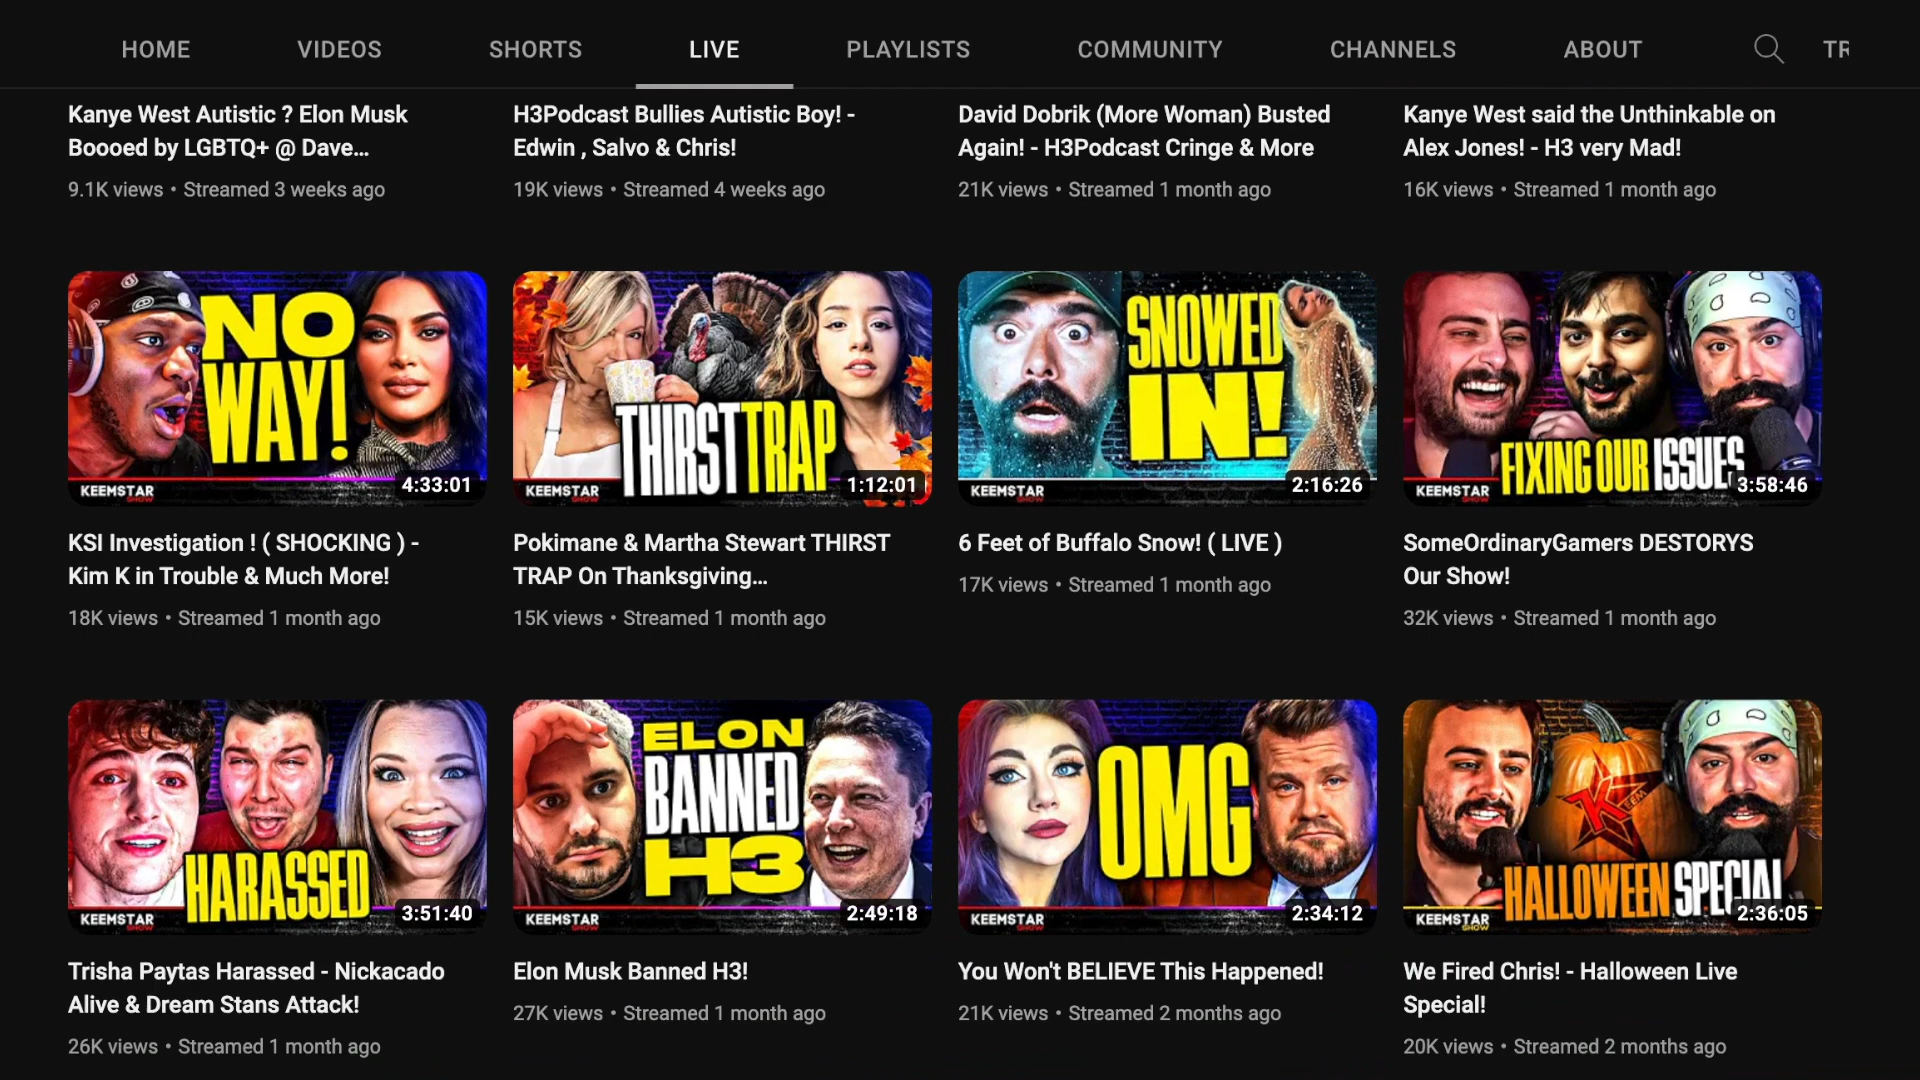 HOME VIDEOS SHORTS LIVE PLAYLISTS COMMUNITY CHANNELS ABOUT TR
Kanye West Autistic ? Elon Musk
Boooed by LGBTQ+ @ Dave...
9.1K views • Streamed 3 weeks ago
H3Podcast Bullies Autistic Boy! -
Edwin , Salvo & Chris!
19K views • Streamed 4 weeks ago
David Dobrik (More Woman) Busted
Again! - H3Podcast Cringe & More
21K views • Streamed 1 month ago
Kanye West said the Unthinkable on
Alex Jones! - H3 very Mad!
16K views • Streamed 1 month ago
NO
WAY!
KEEMSTAR
SHOW
4:33:01
KSI Investigation ! ( SHOCKING ) -
Kim K in Trouble & Much More!
18K views • Streamed 1 month ago
THIRST TRAP
KEEMSTAR
SHOW
1:12:01
Pokimane & Martha Stewart THIRST
TRAP On Thanksgiving...
15K views • Streamed 1 month ago
SNOWED
IN!
KEEMSTAR
SHOW
2:16:26
6 Feet of Buffalo Snow! ( LIVE )
17K views • Streamed 1 month ago
FIXING OUR ISSUES
KEEMSTAR
SHOW
3:58:46
SomeOrdinaryGamers DESTORYS
Our Show!
32K views • Streamed 1 month ago
HARASSED
KEEMSTAR
SHOW
3:51:40
Trisha Paytas Harassed - Nickacado
Alive & Dream Stans Attack!
26K views • Streamed 1 month ago
ELON
BANNED
H3
KEEMSTAR
SHOW
2:49:18
Elon Musk Banned H3!
27K views • Streamed 1 month ago
OMG
KEEMSTAR
SHOW
2:34:12
You Won't BELIEVE This Happened!
21K views • Streamed 2 months ago
K
KEEM
HALLOWEEN SPECIAL
KEEMSTAR
SHOW
2:36:05
We Fired Chris! - Halloween Live
Special!
20K views • Streamed 2 months ago